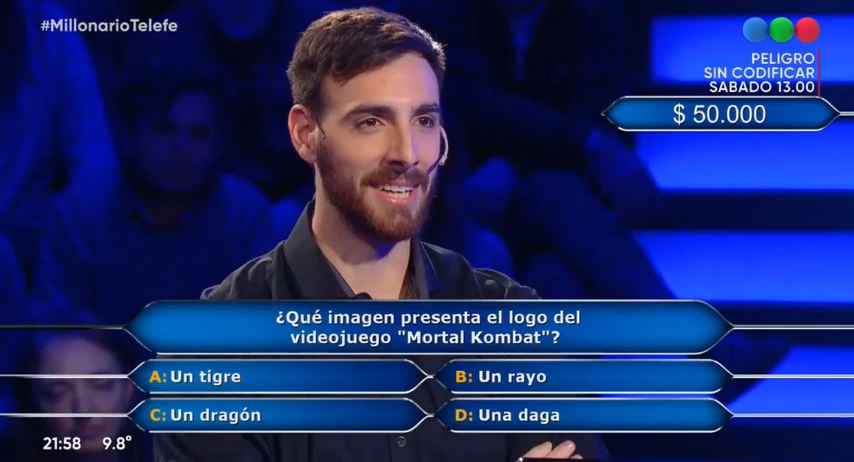 #MillonarioTelefe
PELIGRO
SIN CODIFICAR
SABADO 13.00
$ 50.000
¿Qué imagen presenta el logo del
videojuego "Mortal Kombat"?
A: Un tigre
B: Un rayo
C: Un dragón
D: Una daga
21:58 9.8°